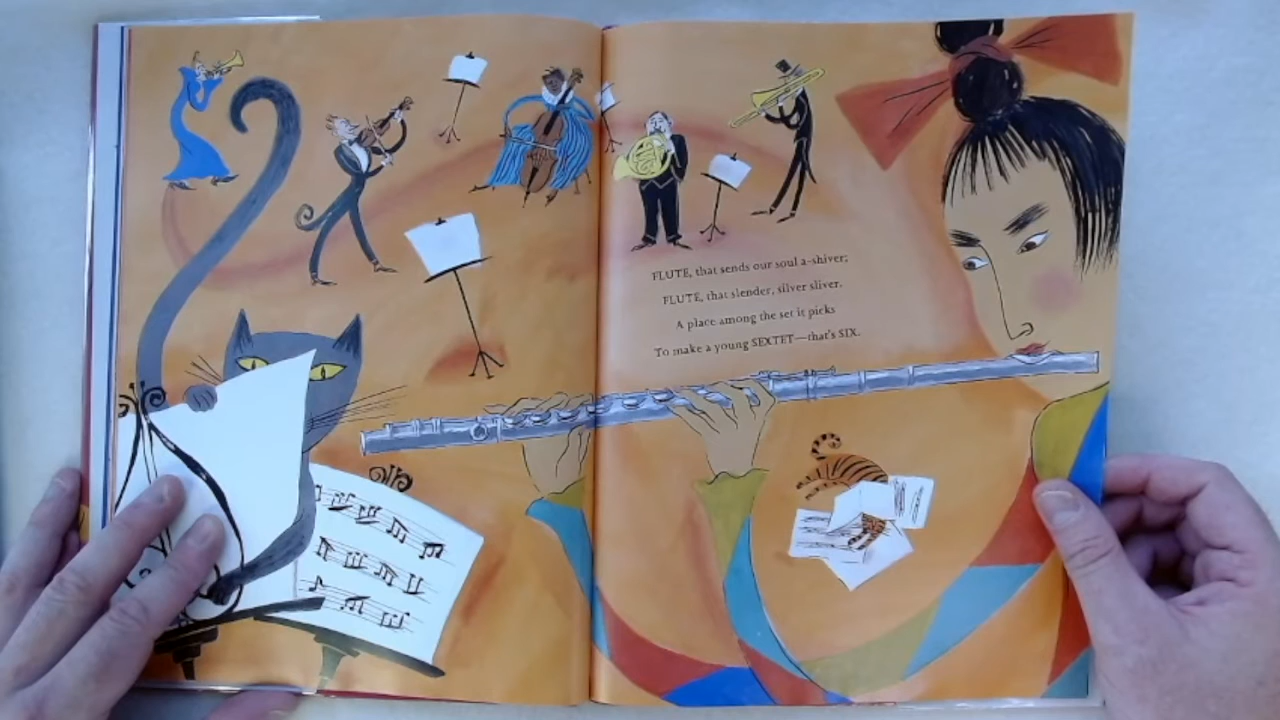 FLUTE, that sends our soul a-shiver;
FLUTE, that slender, silver sliver.
A place among the set it picks
To make a young SEXTET—that's SIX.